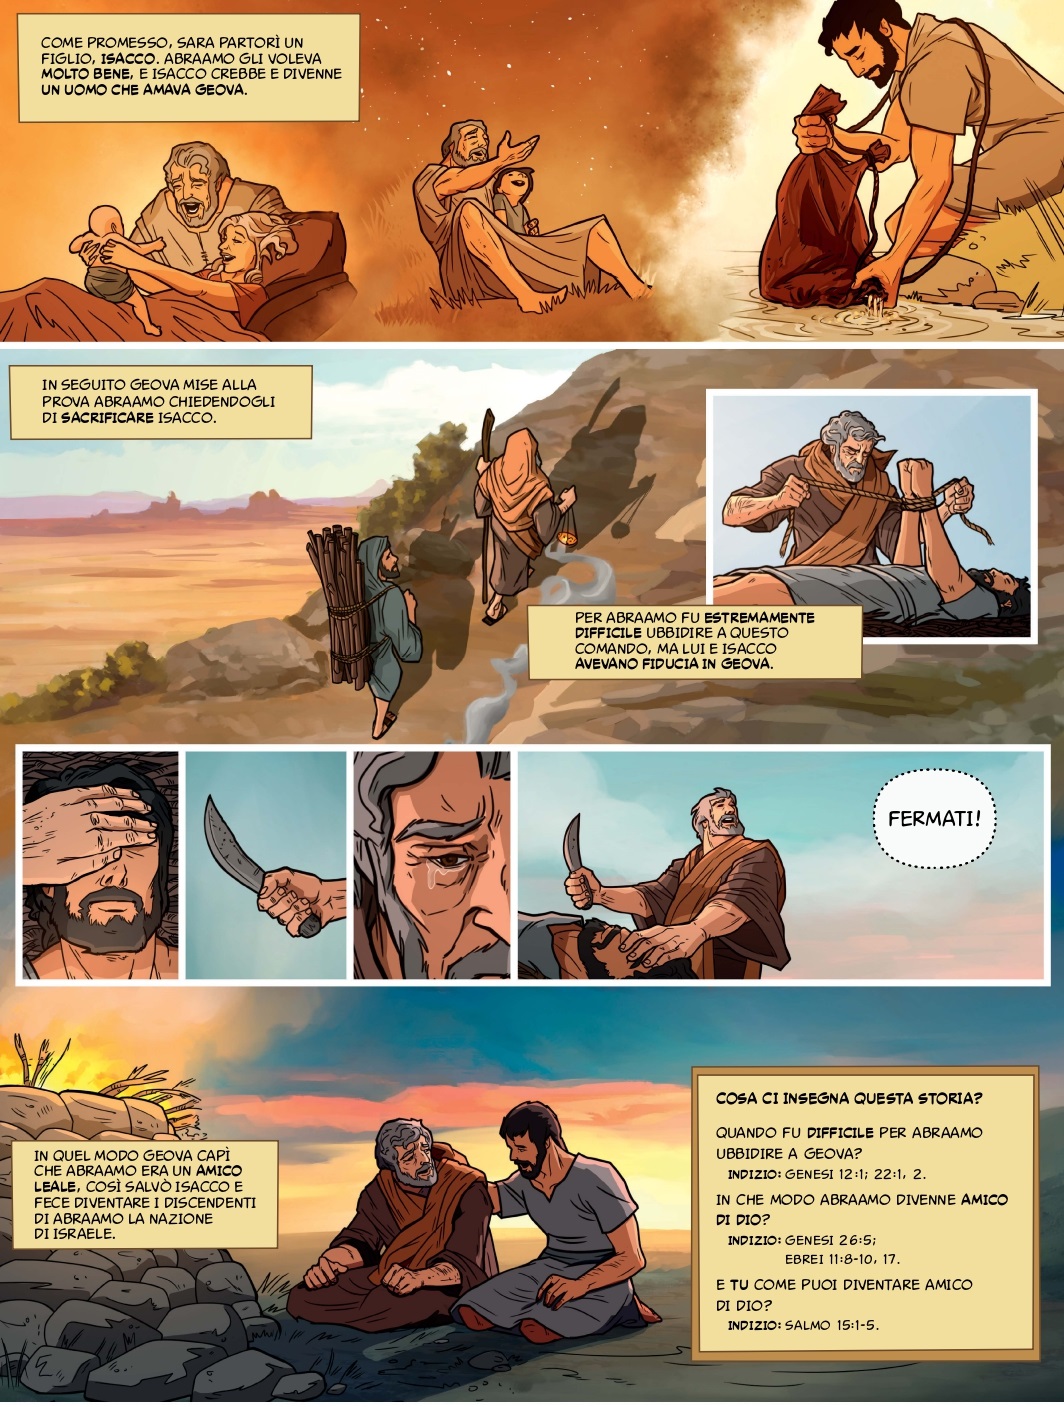 COME PROMESSO, SARA PARTORÌ UN
FIGLIO, ISACCO. ABRAAMO GLI VOLEVA
MOLTO BENE, E ISACCO CREBBE E DIVENNE
UN UOMO CHE AMAVA GEOVA.
IN SEGUITO GEOVA MISE ALLA
PROVA ABRAAMO CHIEDENDOGLI
DI SACRIFICARE ISACCO.
PER ABRAAMO FU ESTREMAMENTE
DIFFICILE UBBIDIRE A QUESTO
COMANDO, MA LUI E ISACCO
AVEVANO FIDUCIA IN GEOVA.
FERMATI!
IN QUEL MODO GEOVA CAPÌ
CHE ABRAAMO ERA UN AMICO
LEALE, COSÌ SALVÒ ISACCO E
FECE DIVENTARE I DISCENDENTI
DI ABRAAMO LA NAZIONE
DI ISRAELE.
COSA CI INSEGNA QUESTA STORIA?
QUANDO FU DIFFICILE PER ABRAAMO
UBBIDIRE A GEOVA?
INDIZIO: GENESI 12:1; 22:1, 2.
IN CHE MODO ABRAAMO DIVENNE AMICO
DI DIO?
INDIZIO: GENESI 26:5;
EBREI 11:8-10, 17.
E TU COME PUOI DIVENTARE AMICO
DI DIO?
INDIZIO: SALMO 15:1-5.